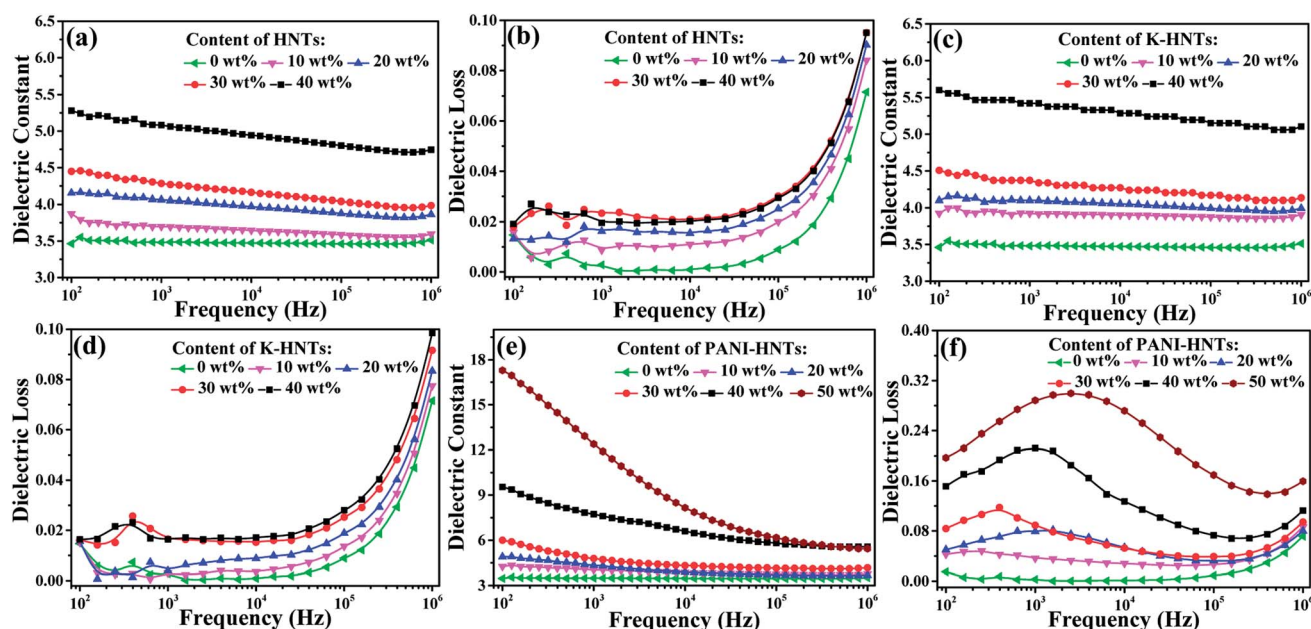 (a)
Content of HNTs:
0 wt% 10 wt% 20 wt%
30 wt% 40 wt%
6.5
6.0
5.5
5.0
4.5
4.0
3.5
3.0
Dielectric Constant
10² 10³ 10⁴ 10⁵ 10⁶
Frequency (Hz)
(b)
Content of HNTs:
0 wt% 10 wt% 20 wt%
30 wt% 40 wt%
0.10
0.08
0.06
0.04
0.02
0.00
Dielectric Loss
10² 10³ 10⁴ 10⁵ 10⁶
Frequency (Hz)
(c)
Content of K-HNTs:
0 wt% 10 wt% 20 wt%
30 wt% 40 wt%
6.5
6.0
5.5
5.0
4.5
4.0
3.5
3.0
Dielectric Constant
10² 10³ 10⁴ 10⁵ 10⁶
Frequency (Hz)
(d)
Content of K-HNTs:
0 wt% 10 wt% 20 wt%
30 wt% 40 wt%
0.10
0.08
0.06
0.04
0.02
0.00
Dielectric Loss
10² 10³ 10⁴ 10⁵ 10⁶
Frequency (Hz)
(e)
Content of PANI-HNTs:
0 wt% 10 wt% 20 wt%
30 wt% 40 wt% 50 wt%
18
15
12
9
6
3
Dielectric Constant
10² 10³ 10⁴ 10⁵ 10⁶
Frequency (Hz)
(f)
Content of PANI-HNTs:
0 wt% 10 wt% 20 wt%
30 wt% 40 wt% 50 wt%
0.40
0.32
0.24
0.16
0.08
0.00
Dielectric Loss
10² 10³ 10⁴ 10⁵ 10⁶
Frequency (Hz)